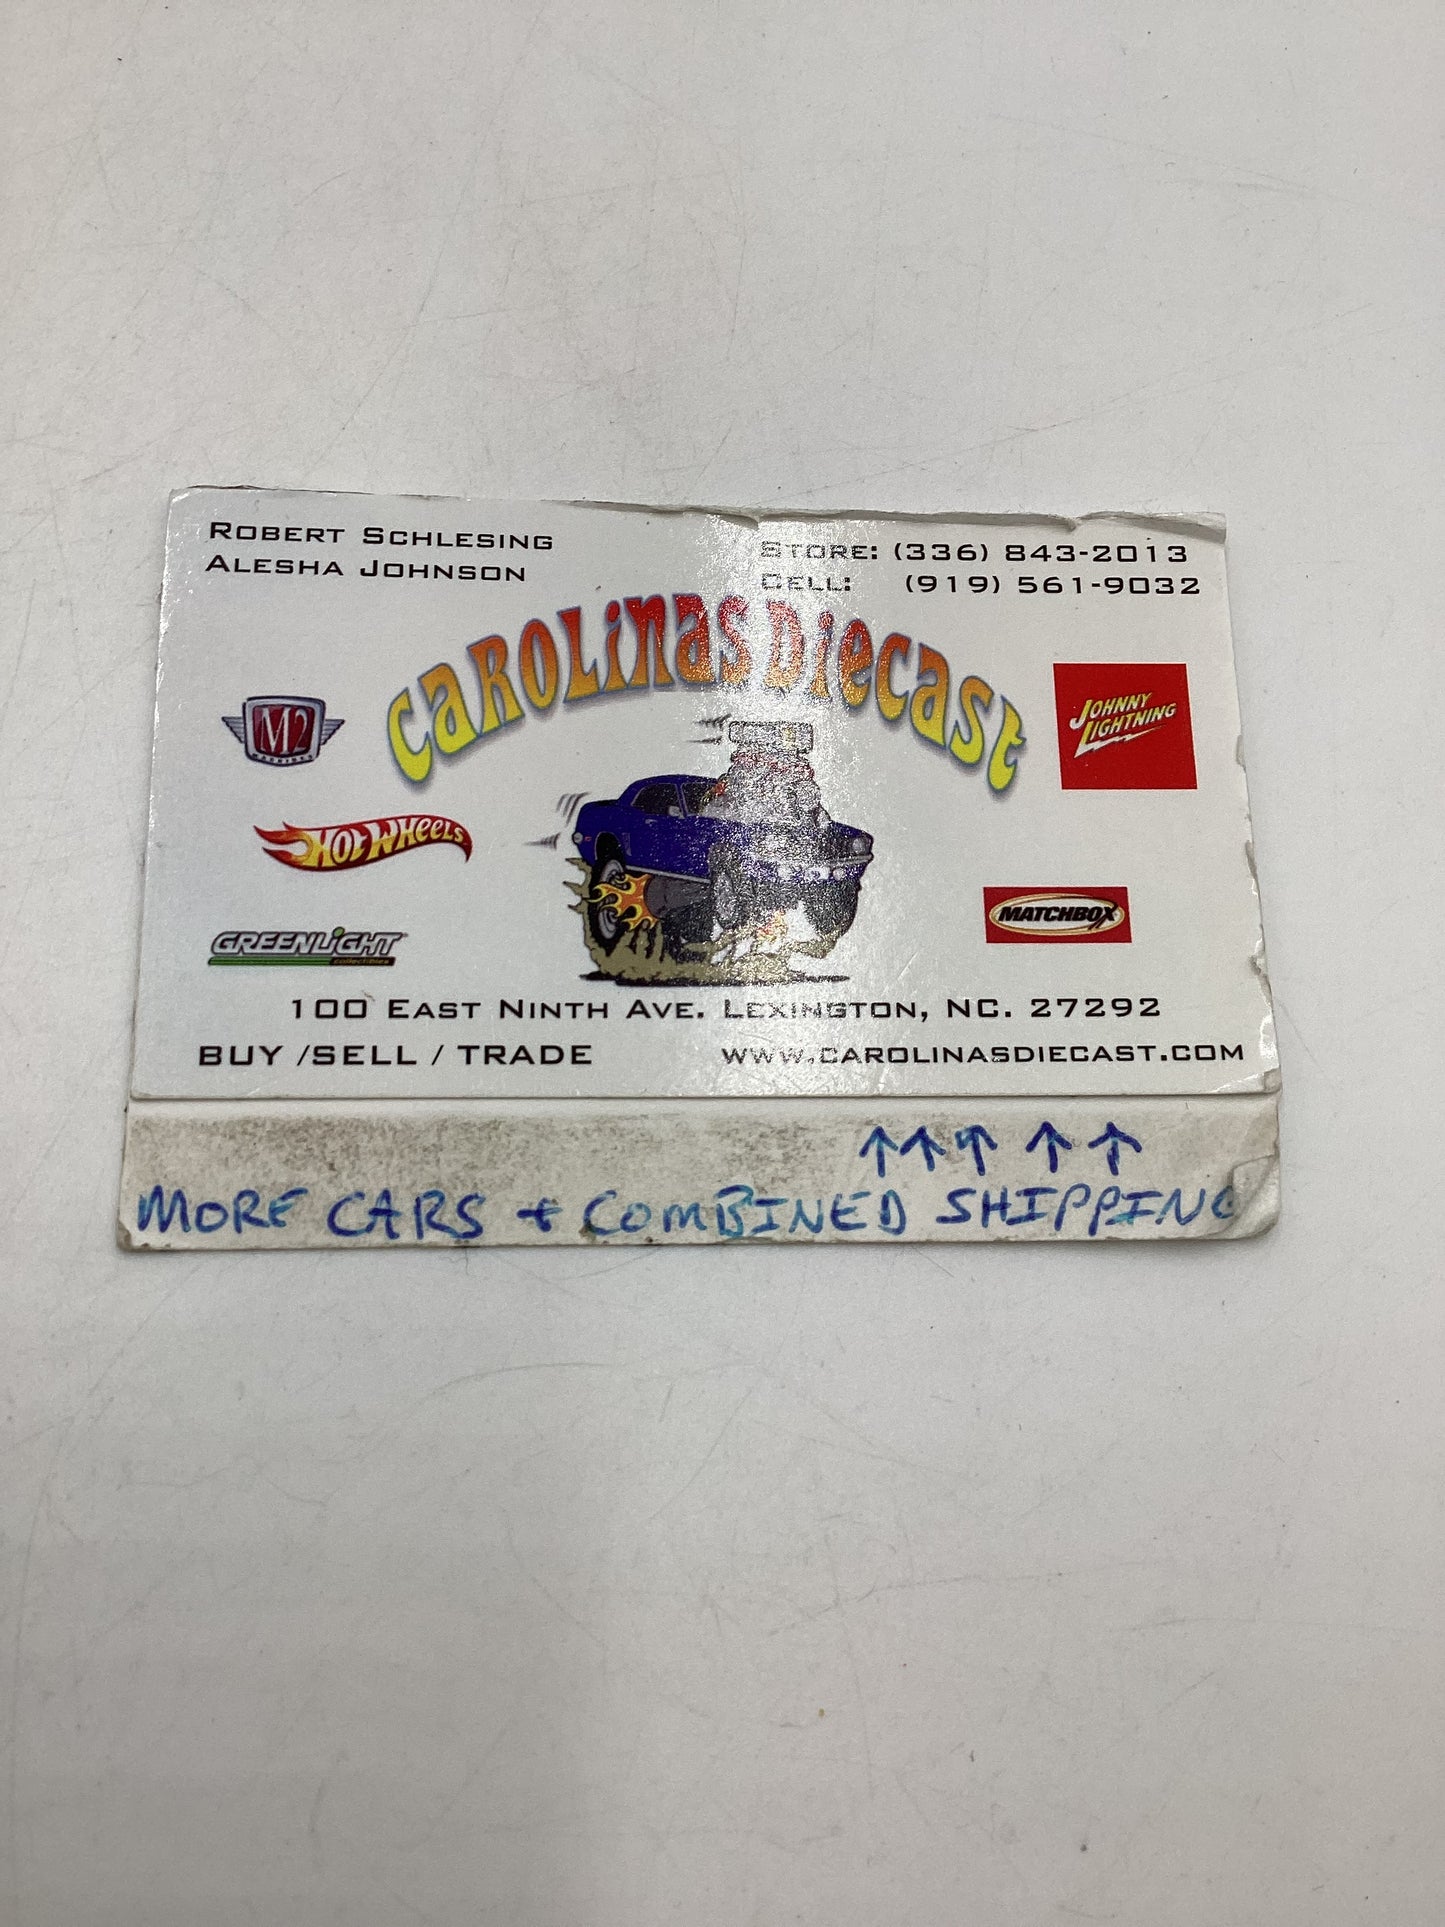 ROBERT SCHLESING
ALESHA JOHNSON
STORE: (336) 843-2013
CELL: (919) 561-9032
CAROLINAS DIECAST
M2
MACHINES
JOHNNY
LIGHTNING
HOT WHEELS
MATCHBOX
GREENLIGHT
collectibles
100 EAST NINTH AVE. LEXINGTON, NC. 27292
BUY /SELL / TRADE
WWW.CAROLINASDIECAST.COM
↑↑↑ ↑ ↑
MORE CARS + COMBINED SHIPPING